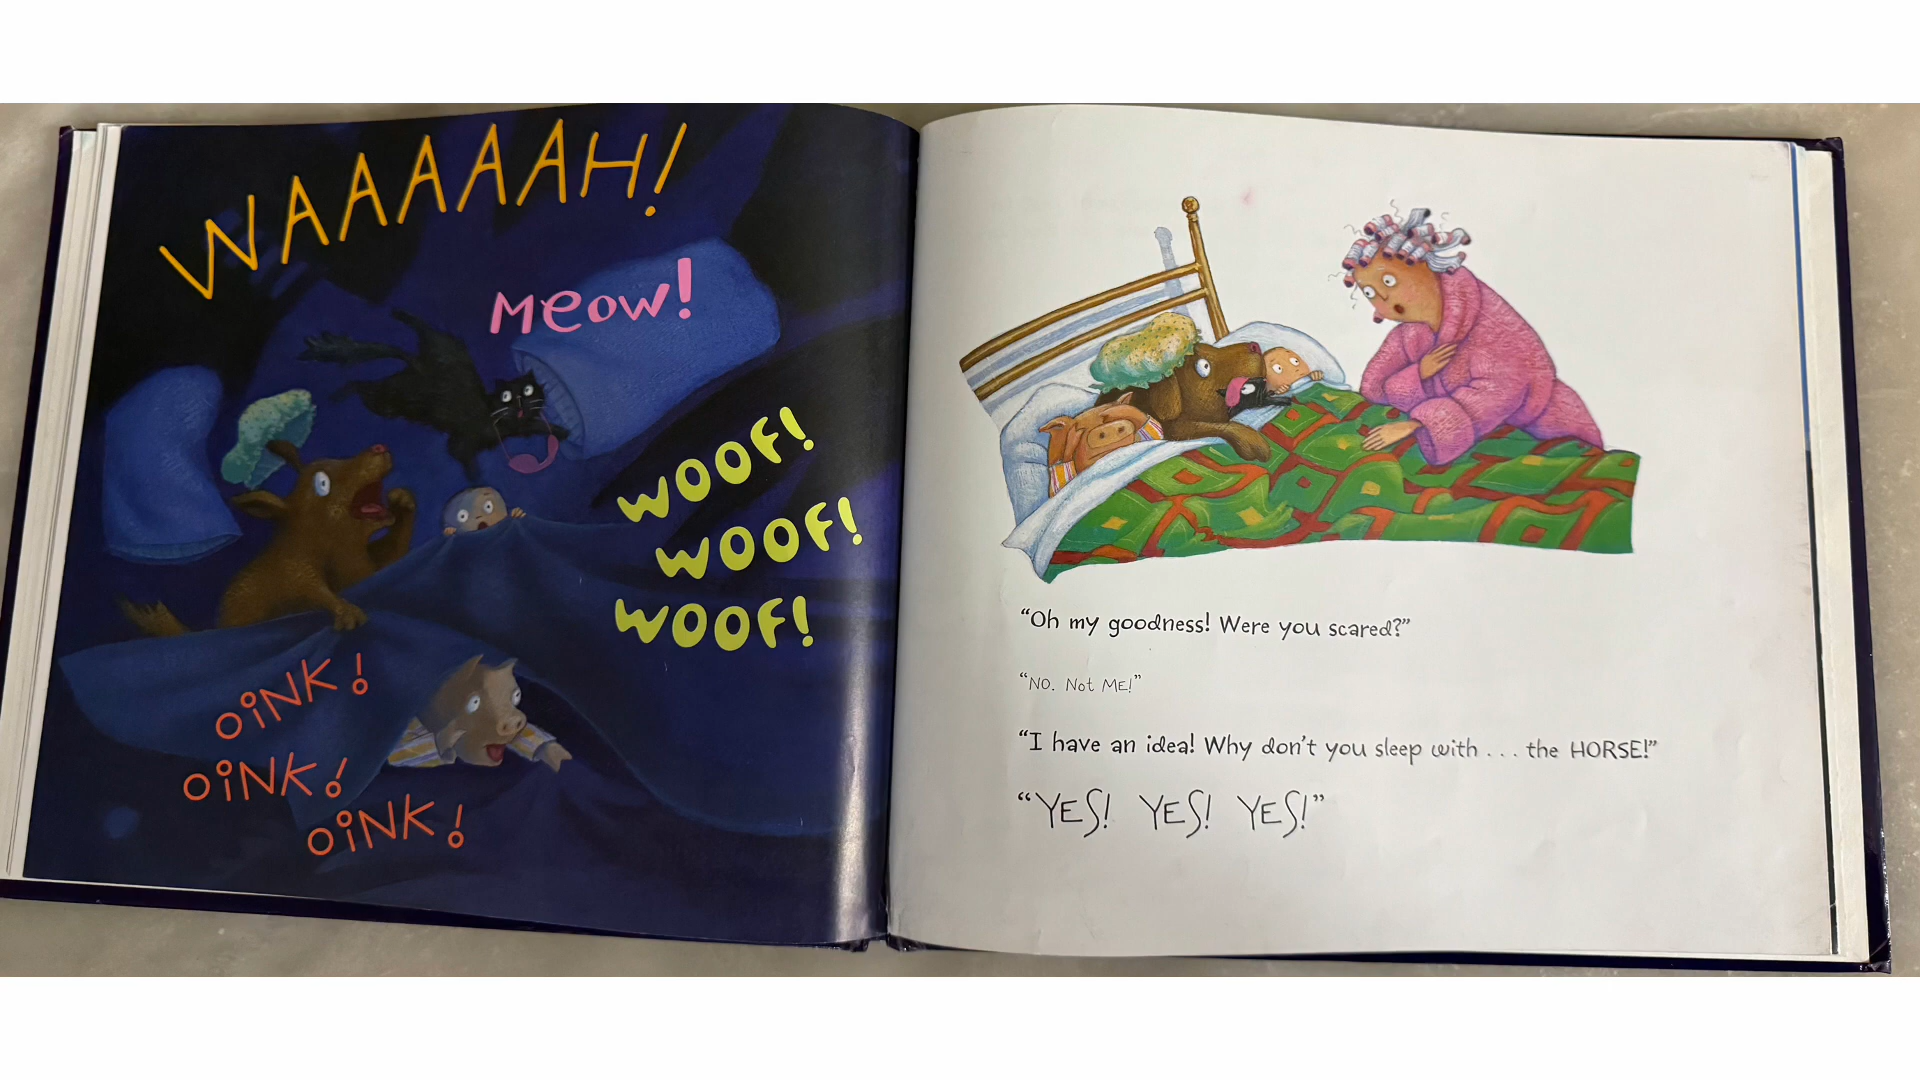 WAAAAAH!
Meow!
WOOF!
WOOF!
WOOF!
OiNK!
OiNK!
OiNK!
“Oh my goodness! Were you scared?”
“NO. Not ME!”
“I have an idea! Why don’t you sleep with . . . the HORSE!”
“YES! YES! YES!”